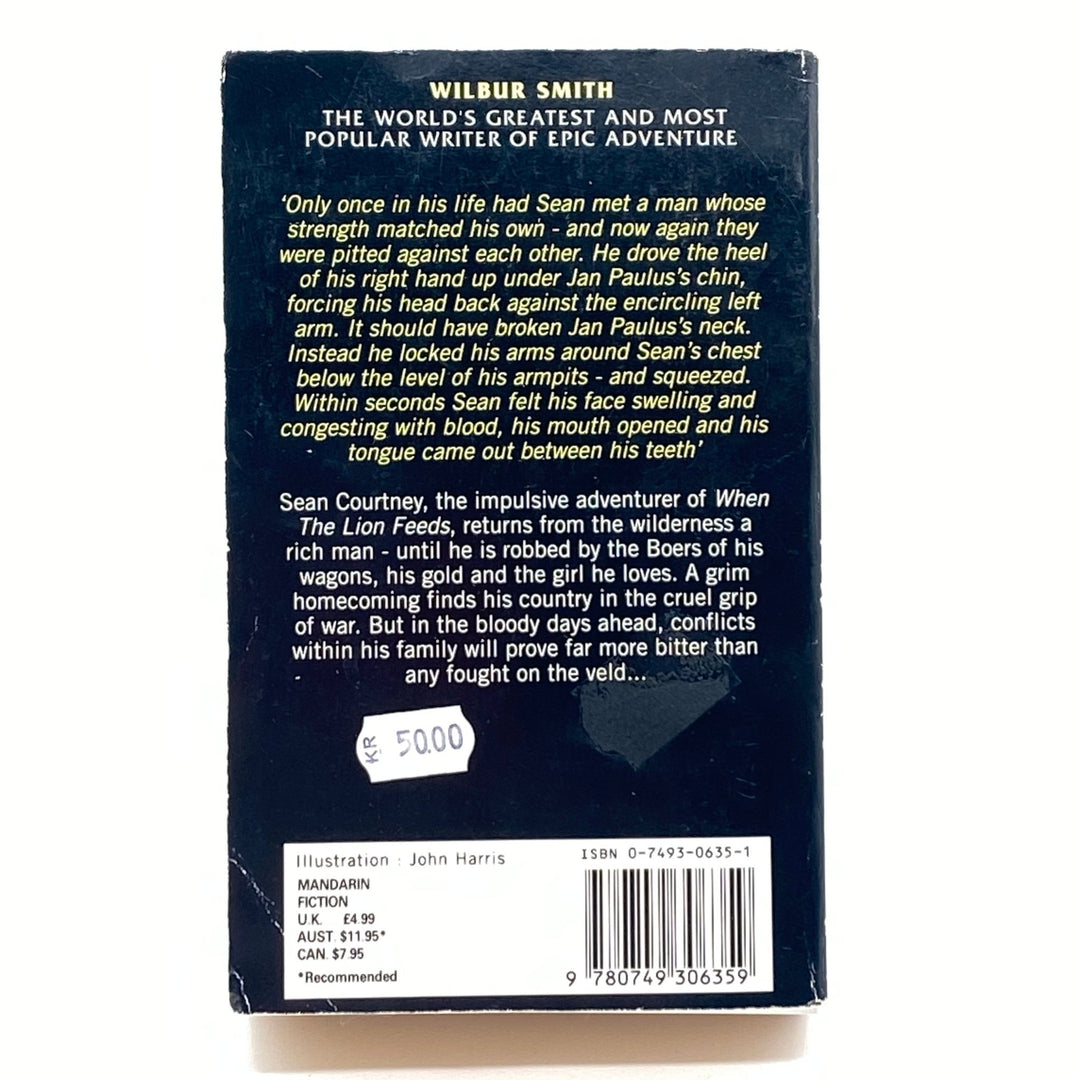 WILBUR SMITH
THE WORLD'S GREATEST AND MOST
POPULAR WRITER OF EPIC ADVENTURE
'Only once in his life had Sean met a man whose
strength matched his own - and now again they
were pitted against each other. He drove the heel
of his right hand up under Jan Paulus's chin,
forcing his head back against the encircling left
arm. It should have broken Jan Paulus's neck.
Instead he locked his arms around Sean's chest
below the level of his armpits - and squeezed.
Within seconds Sean felt his face swelling and
congesting with blood, his mouth opened and his
tongue came out between his teeth'
Sean Courtney, the impulsive adventurer of When
The Lion Feeds, returns from the wilderness a
rich man - until he is robbed by the Boers of his
wagons, his gold and the girl he loves. A grim
homecoming finds his country in the cruel grip
of war. But in the bloody days ahead, conflicts
within his family will prove far more bitter than
any fought on the veld...
KR 50.00
Illustration : John Harris
MANDARIN
FICTION
U.K. £4.99
AUST. $11.95*
CAN. $7.95
*Recommended
ISBN 0-7493-0635-1
9 780749 306359